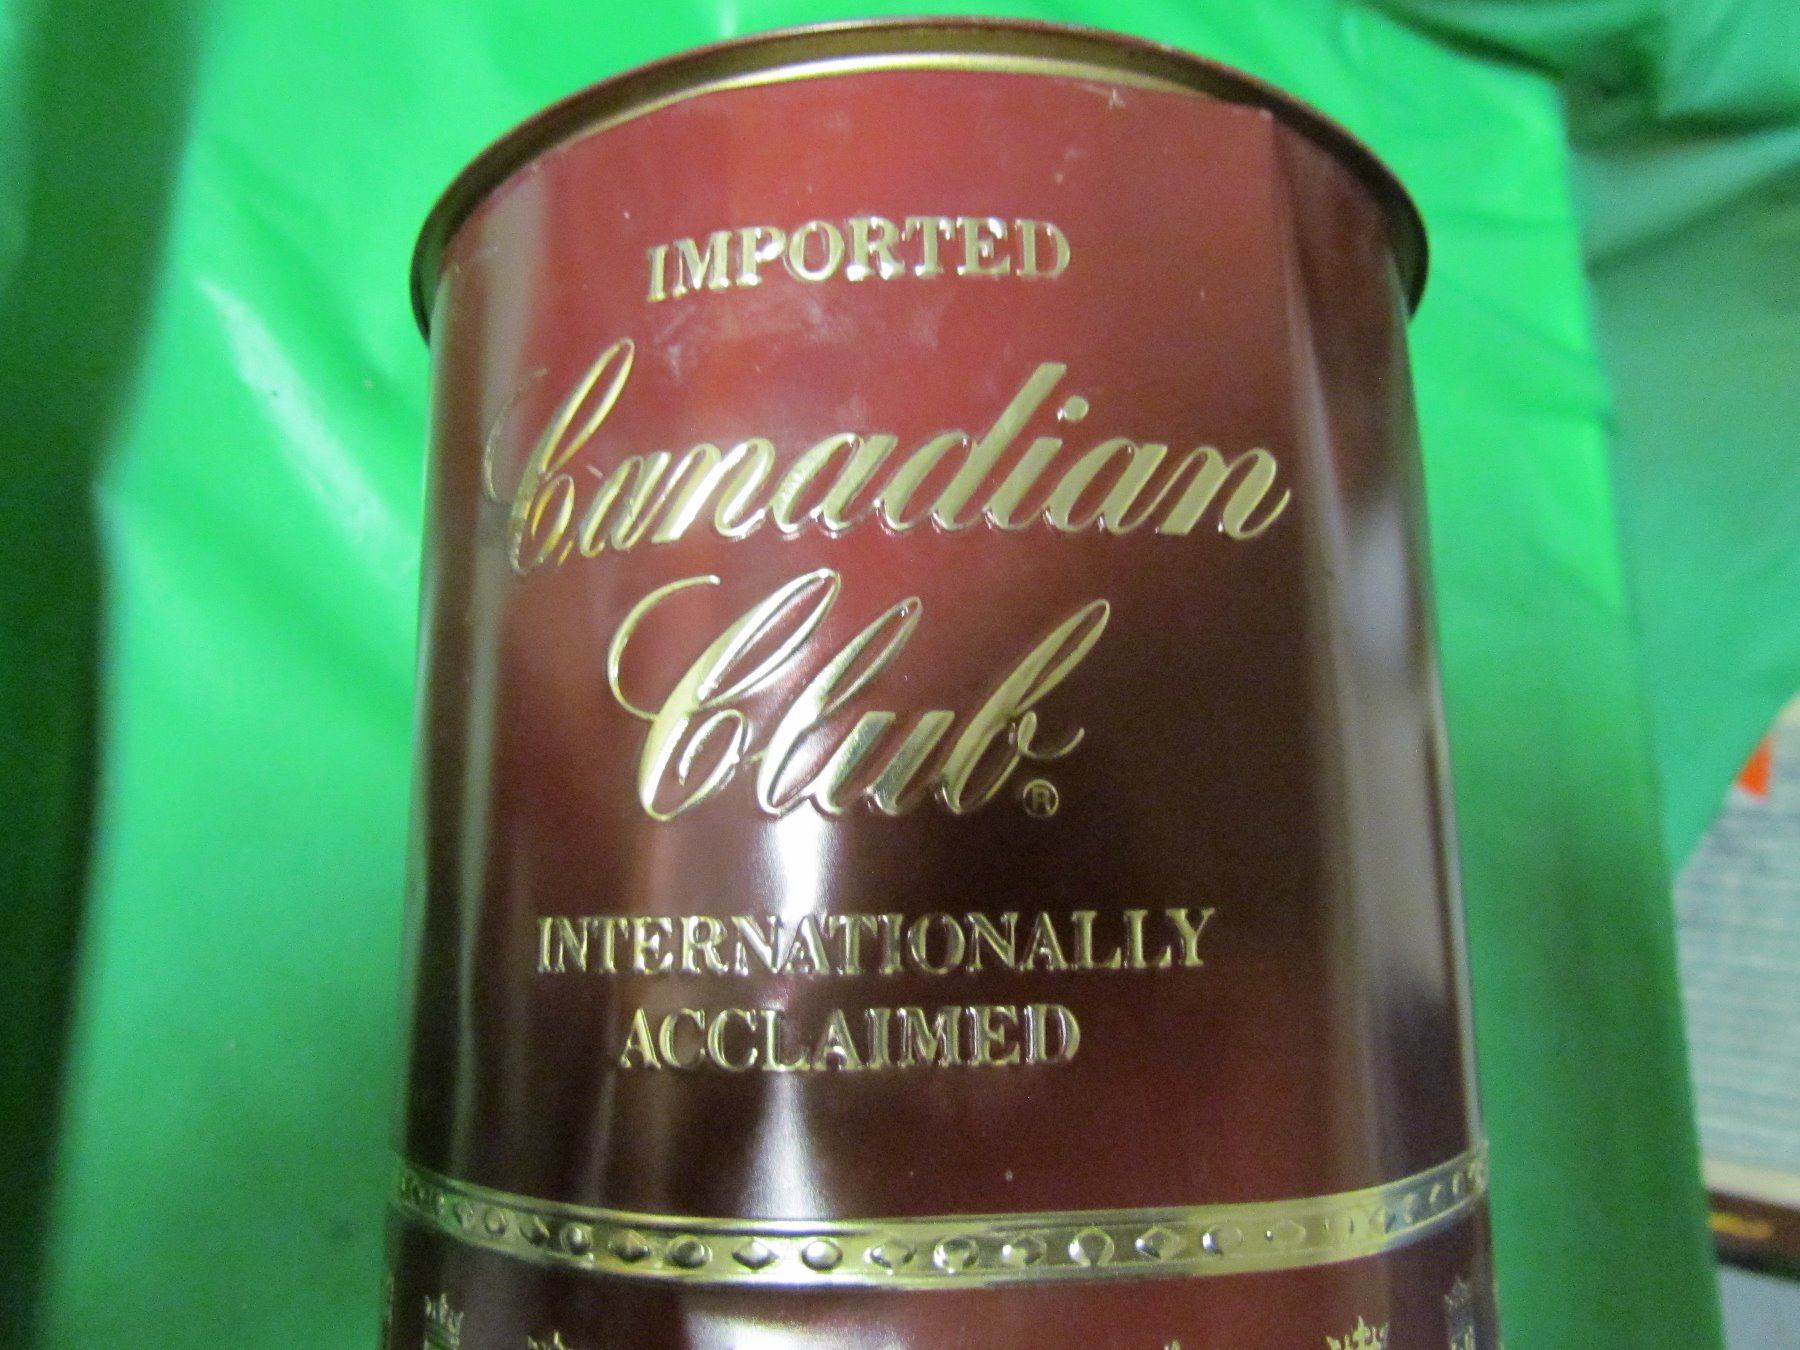 IMPORTED
Canadian
Club®
INTERNATIONALLY
ACCLAIMED